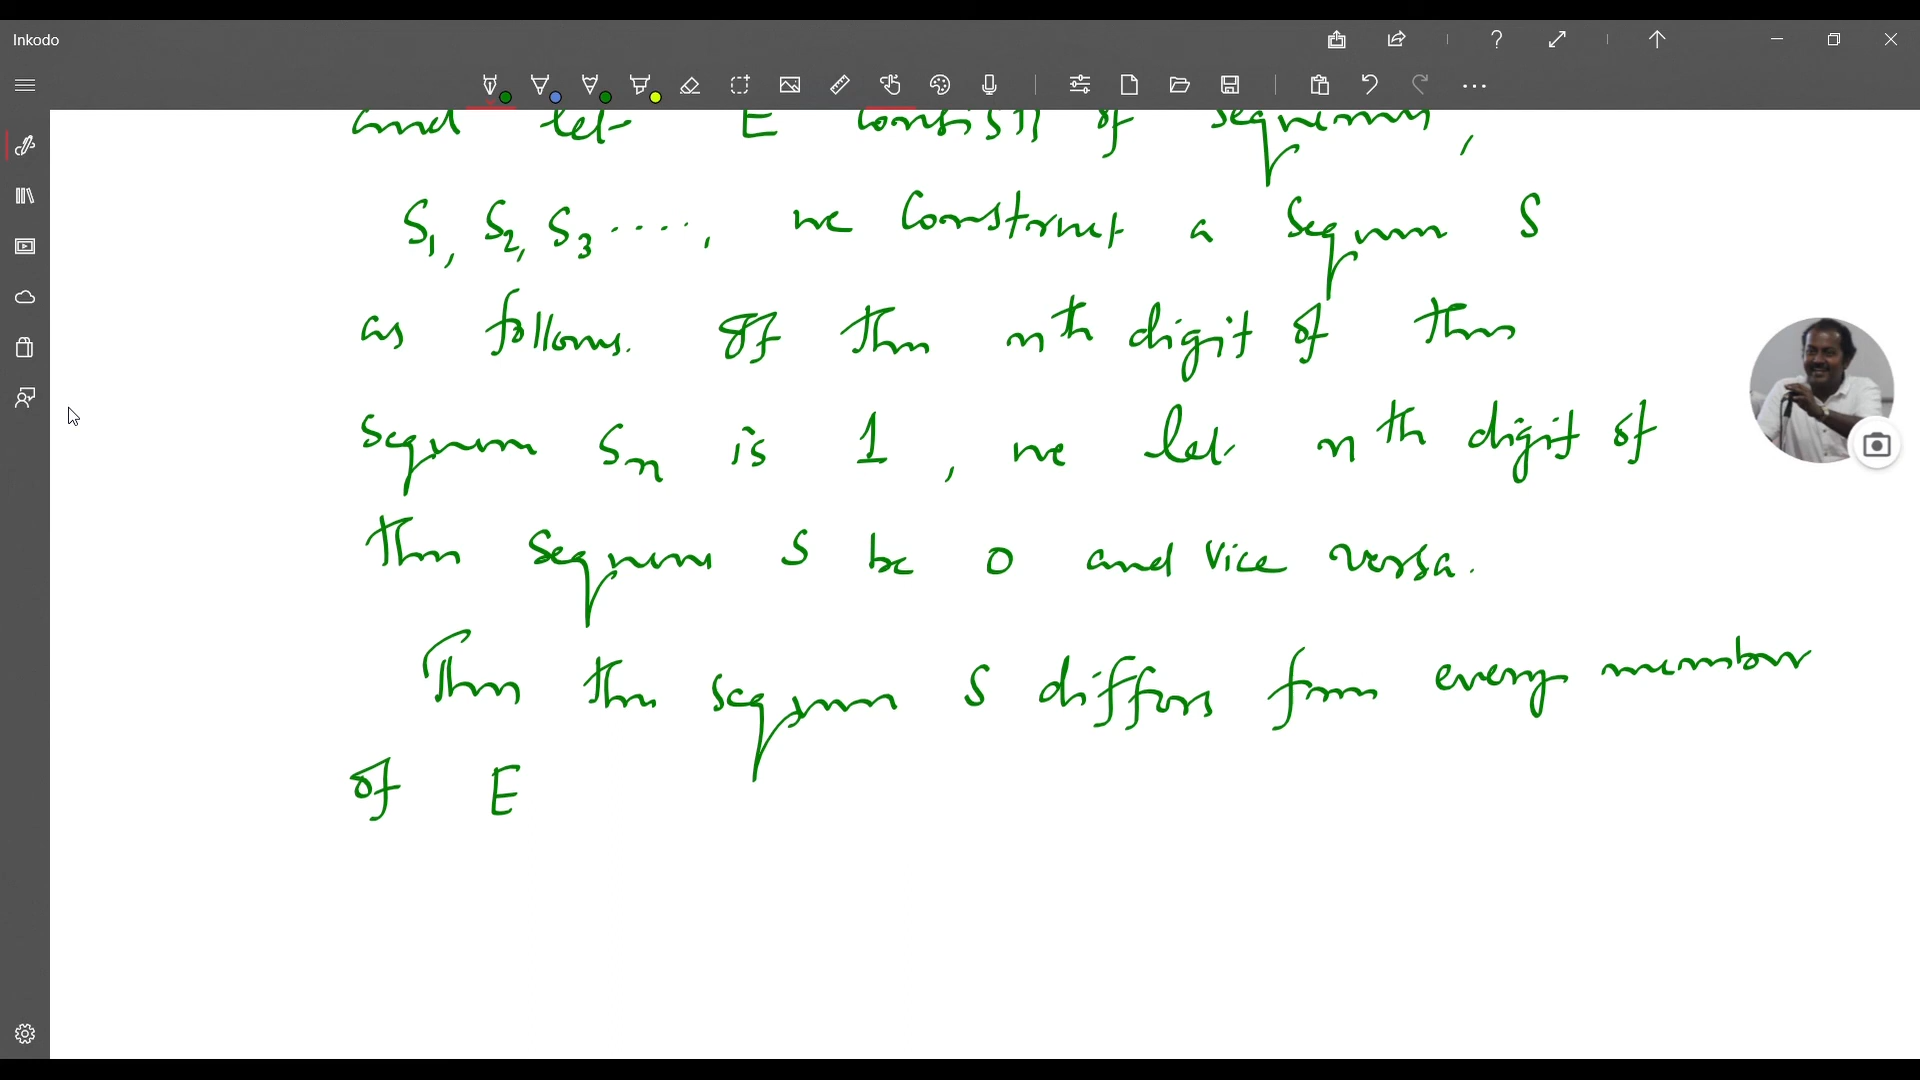 Inkodo
and let E consists of sequences,
S1, S2, S3 ....., we construct a sequence S
as follows. If the nth digit of the
sequence Sn is 1, we let nth digit of
the sequence S be 0 and vice versa.
Then the sequence S differs from every member
of E